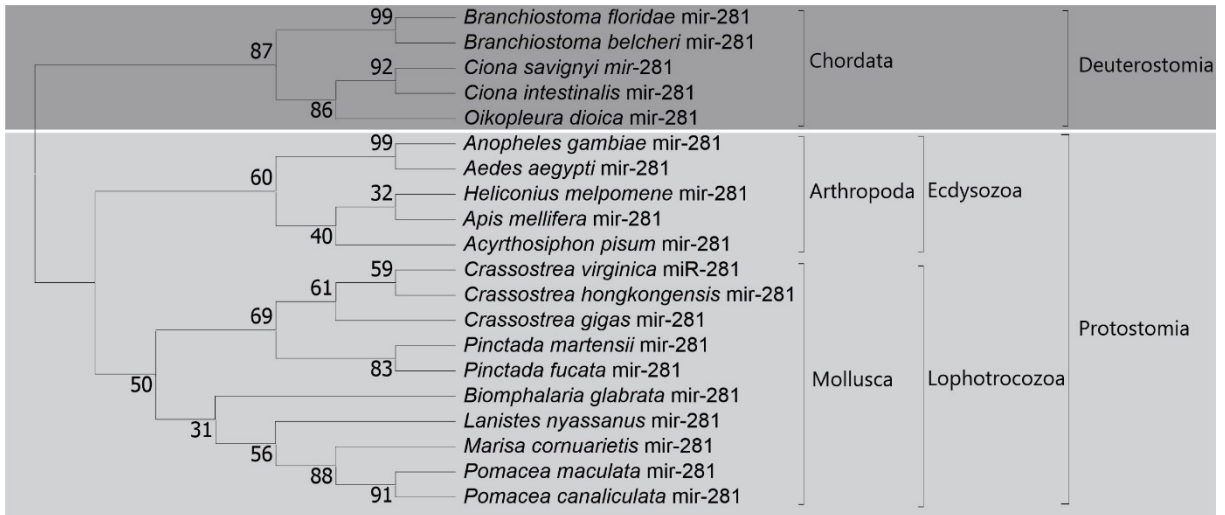 99 Branchiostoma floridae mir-281
Branchiostoma belcheri mir-281
87
92 Ciona savignyi mir-281
Chordata
Deuterostomia
Ciona intestinalis mir-281
86 Oikopleura dioica mir-281
99 Anopheles gambiae mir-281
Aedes aegypti mir-281
60
32 Heliconius melpomene mir-281
Arthropoda
Ecdysozoa
Apis mellifera mir-281
40 Acyrthosiphon pisum mir-281
59 Crassostrea virginica miR-281
61 Crassostrea hongkongensis mir-281
69 Crassostrea gigas mir-281
Protostomia
Pinctada martensii mir-281
83 Pinctada fucata mir-281
50
Mollusca
Lophotrocozoa
Biomphalaria glabrata mir-281
31 Lanistes nyassanus mir-281
56 Marisa cornuarietis mir-281
88 Pomacea maculata mir-281
91 Pomacea canaliculata mir-281